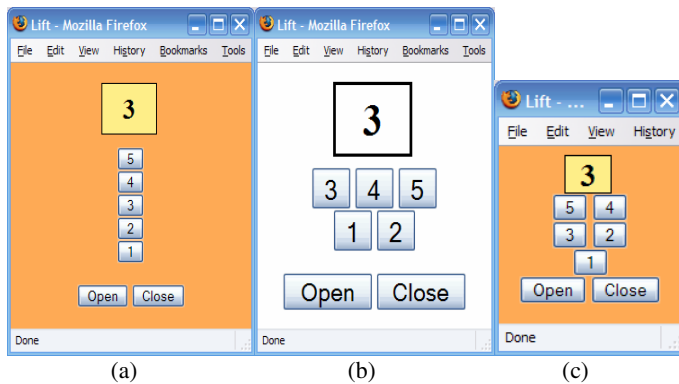 Lift - Mozilla Firefox
File Edit View History Bookmarks Tools
3
5
4
3
2
1
Open Close
Done
(a)
Lift - Mozilla Firefox
File Edit View History Bookmarks Tools
3
3 4 5
1 2
Open Close
Done
(b)
Lift - ...
File Edit View History
3
5 4
3 2
1
Open Close
Done
(c)